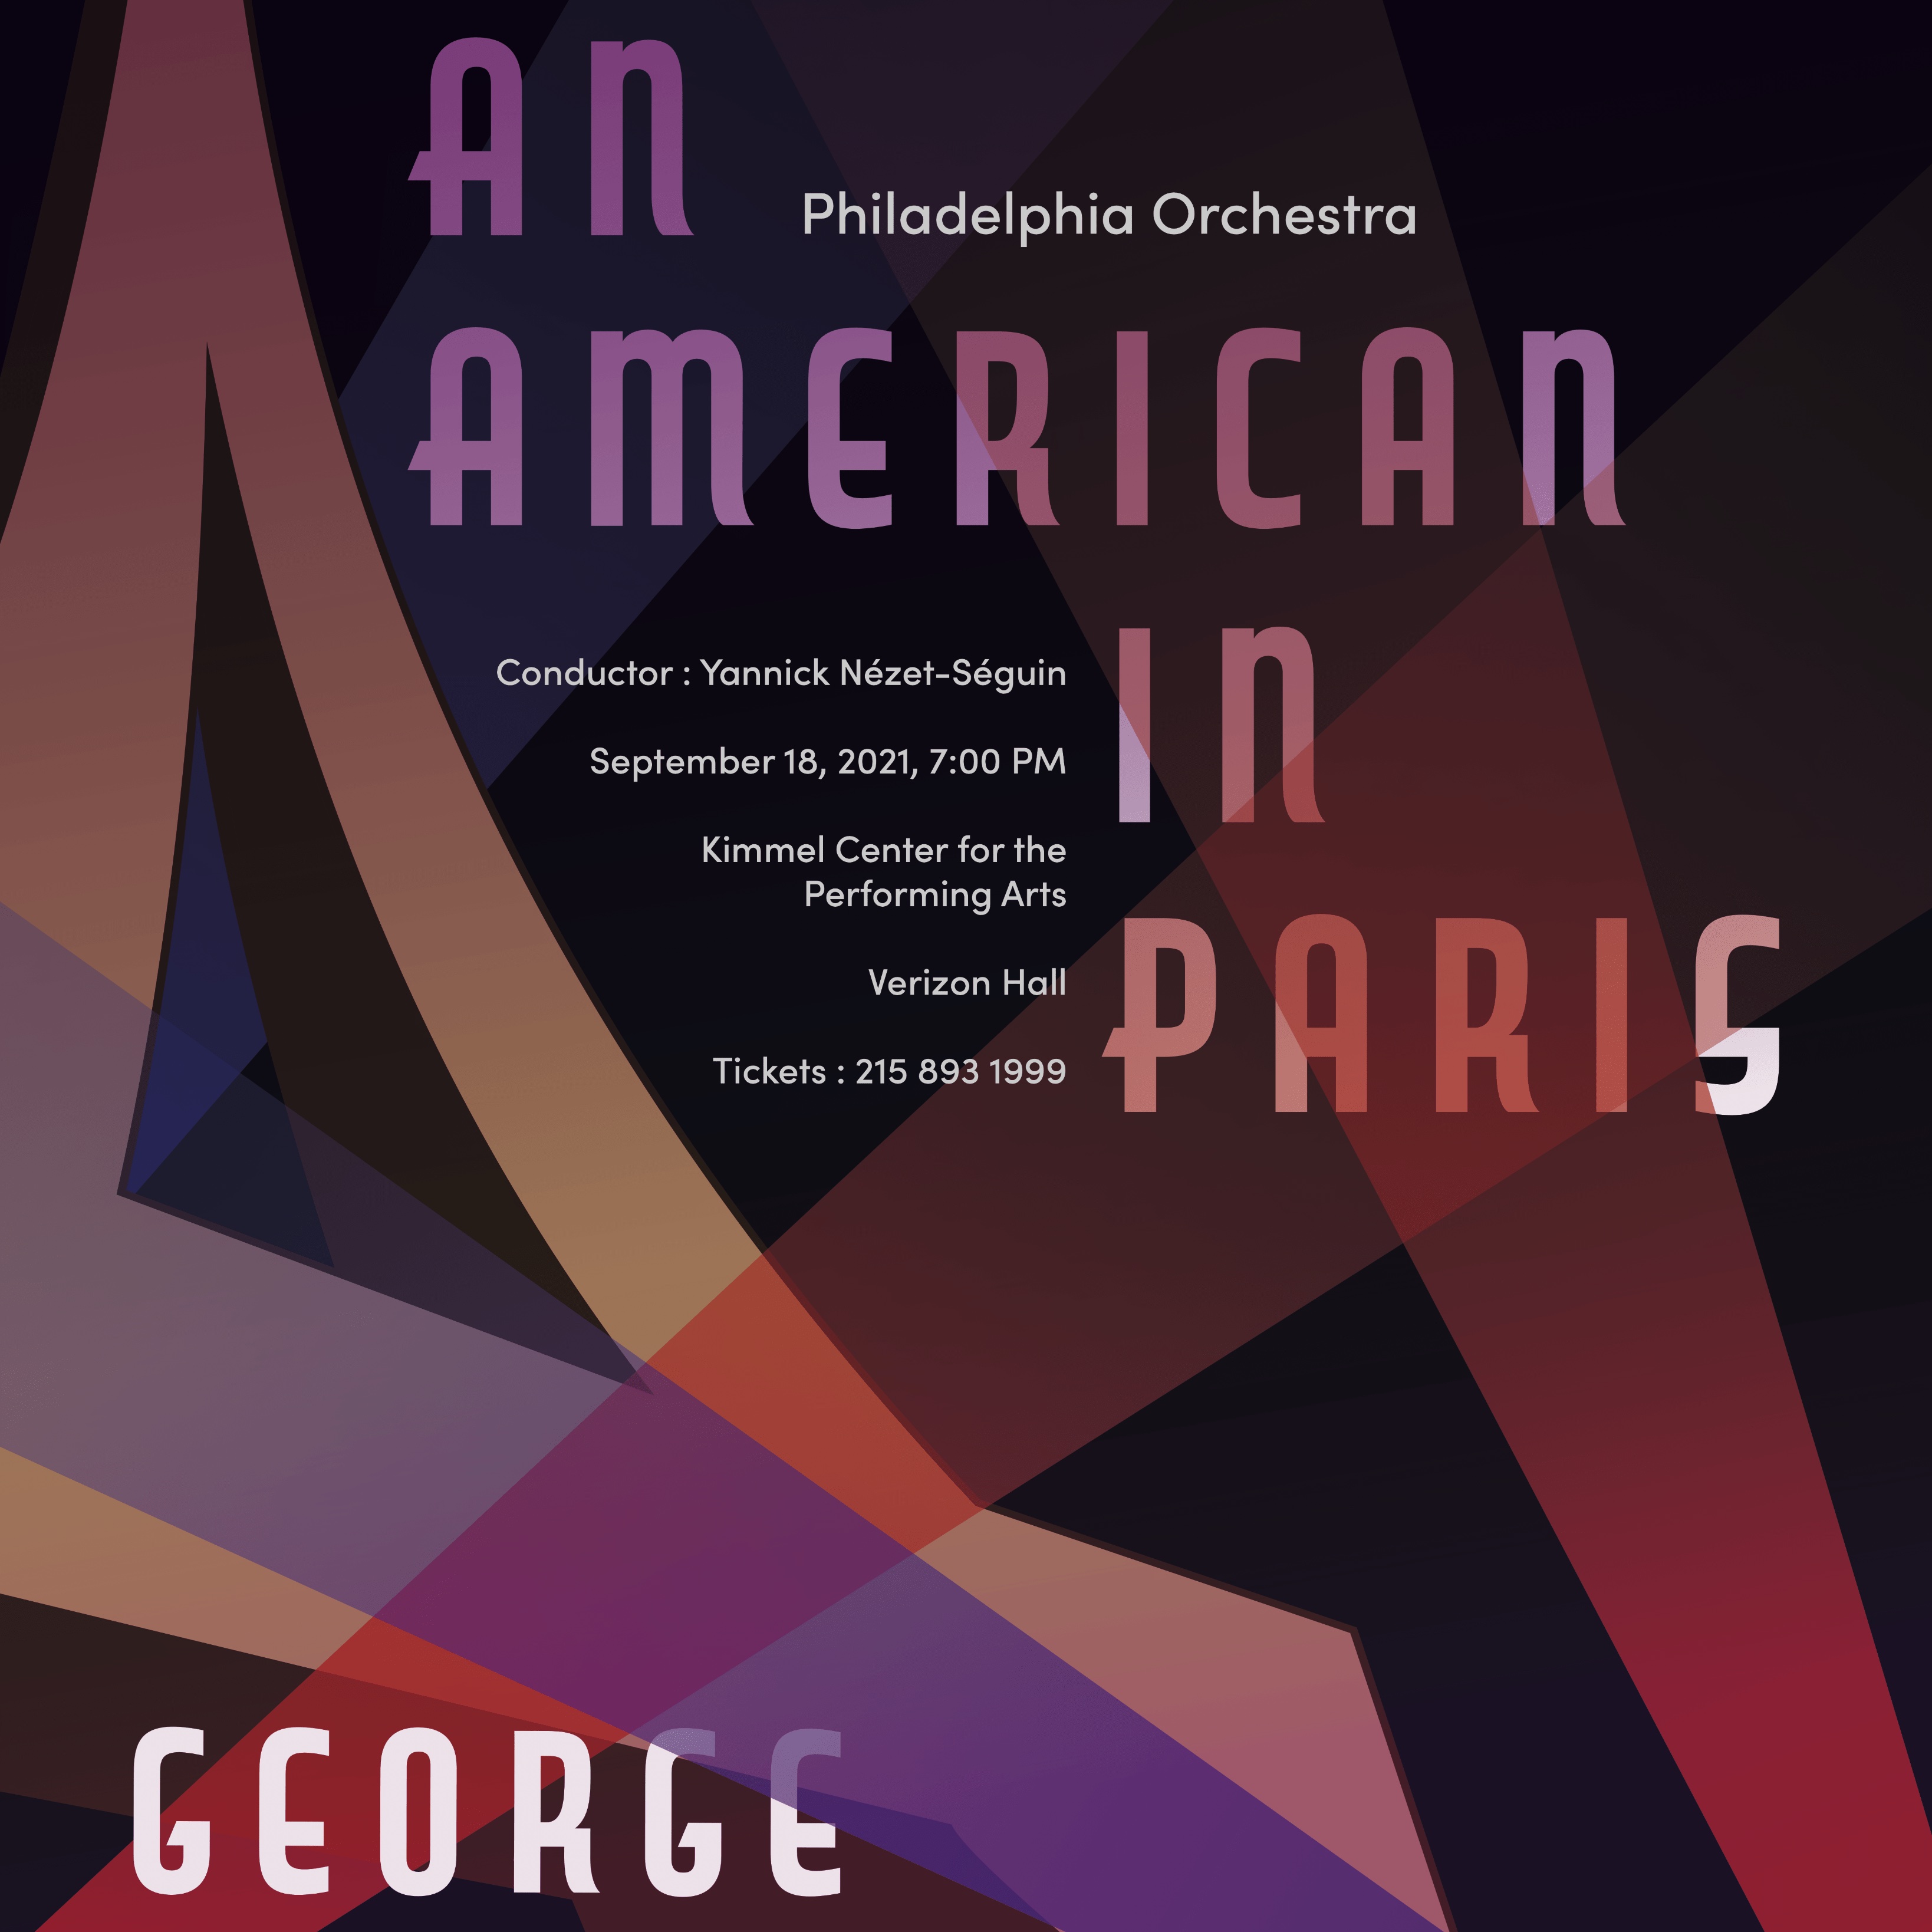 AN
Philadelphia Orchestra
AMERICAN
IN
Conductor : Yannick Nézet-Séguin
September 18, 2021, 7:00 PM
Kimmel Center for the
Performing Arts
Verizon Hall
Tickets : 215 893 1999
PARIS
GEORGE